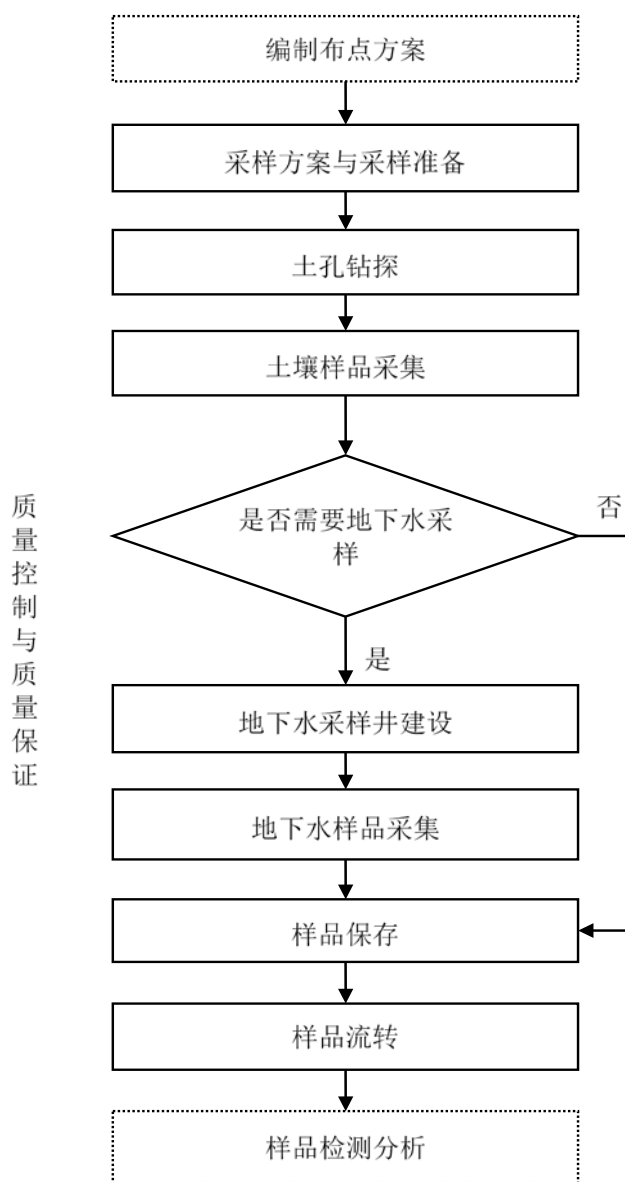 编制布点方案
采样方案与采样准备
土孔钻探
土壤样品采集
是否需要地下水采
样
否
是
地下水采样井建设
地下水样品采集
样品保存
样品流转
样品检测分析
质
量
控
制
与
质
量
保
证